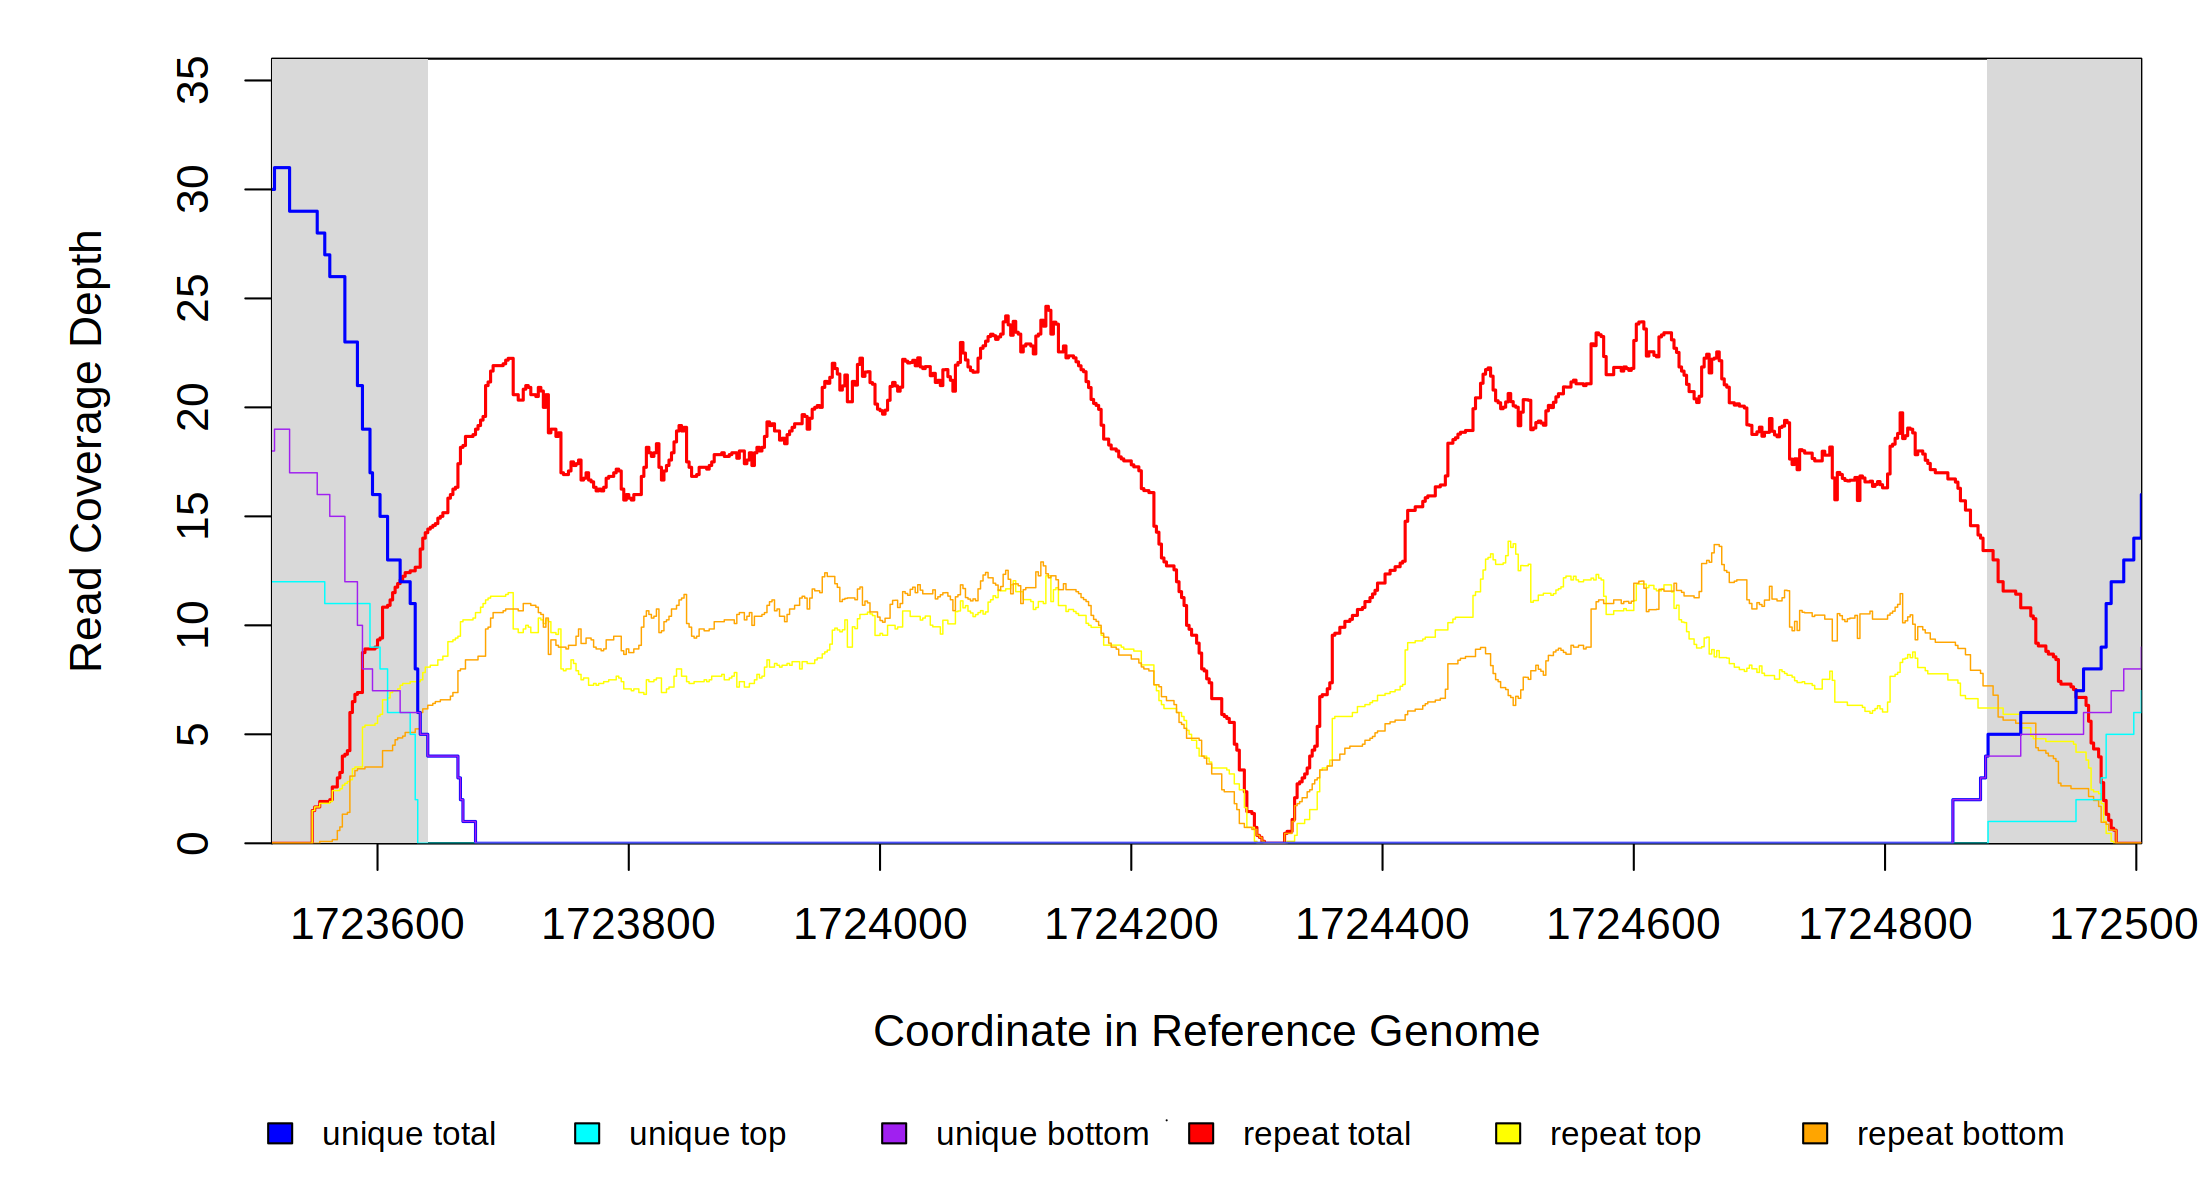 Read Coverage Depth
35
30
25
20
15
10
5
0
1723600 1723800 1724000 1724200 1724400 1724600 1724800 172500
Coordinate in Reference Genome
unique total unique top unique bottom repeat total repeat top repeat bottom